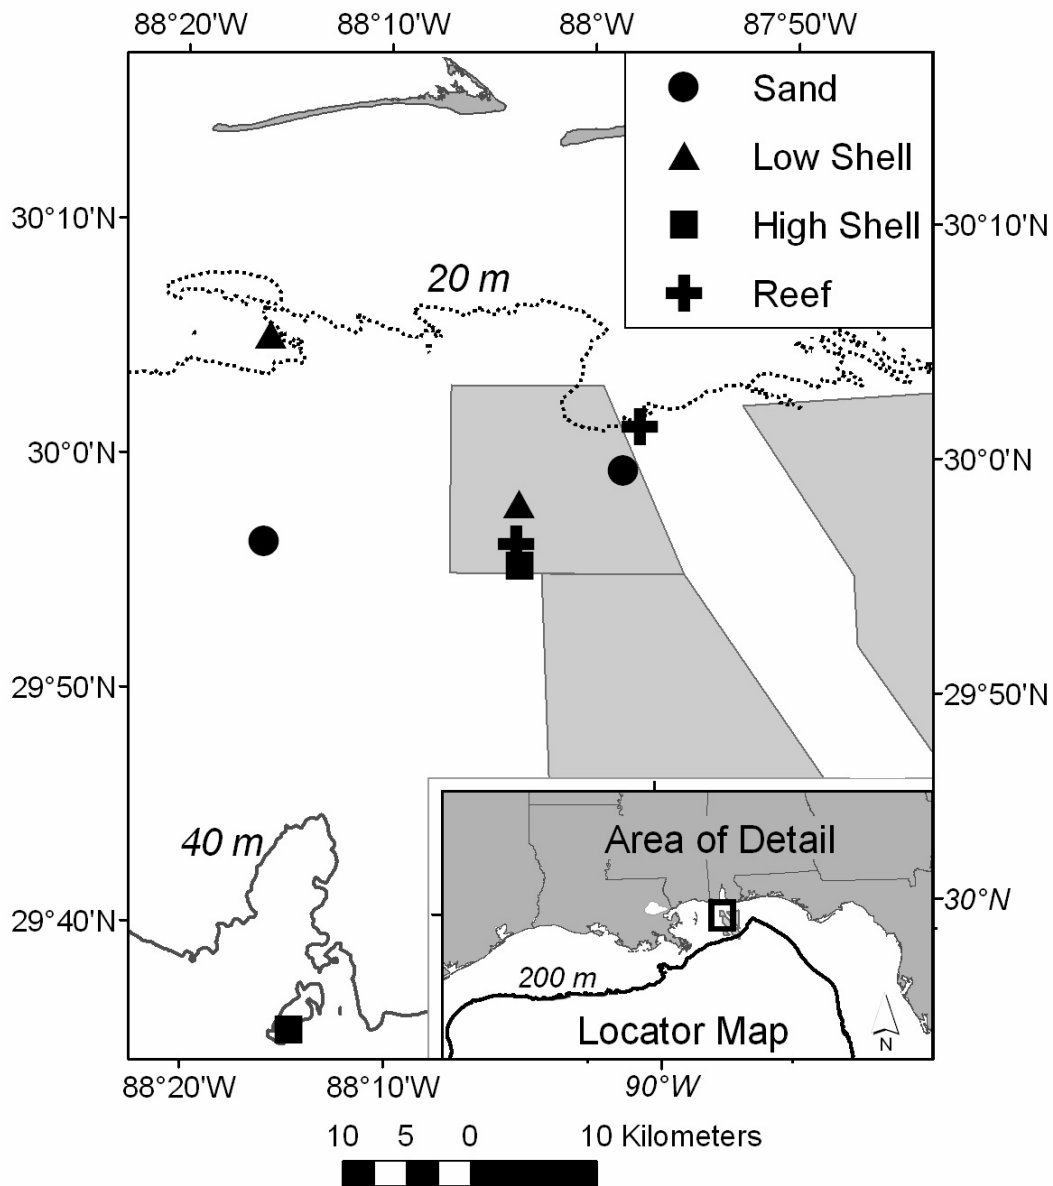 88°20'W 88°10'W 88°0'W 87°50'W
Sand
Low Shell
High Shell
Reef
30°10'N 30°10'N
20 m
30°0'N 30°0'N
29°50'N 29°50'N
40 m
Area of Detail
30°N
29°40'N
200 m
Locator Map
N
88°20'W 88°10'W 90°W
10 5 0 10 Kilometers